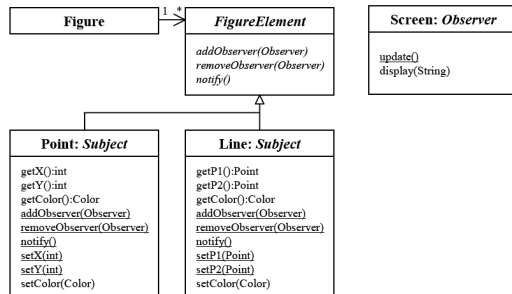 Figure
1
*
FigureElement
addObserver(Observer)
removeObserver(Observer)
notify()
Screen: Observer
update()
display(String)
Point: Subject
getX():int
getY():int
getColor():Color
addObserver(Observer)
removeObserver(Observer)
notify()
setX(int)
setY(int)
setColor(Color)
Line: Subject
getP1():Point
getP2():Point
getColor():Color
addObserver(Observer)
removeObserver(Observer)
notify()
setP1(Point)
setP2(Point)
setColor(Color)